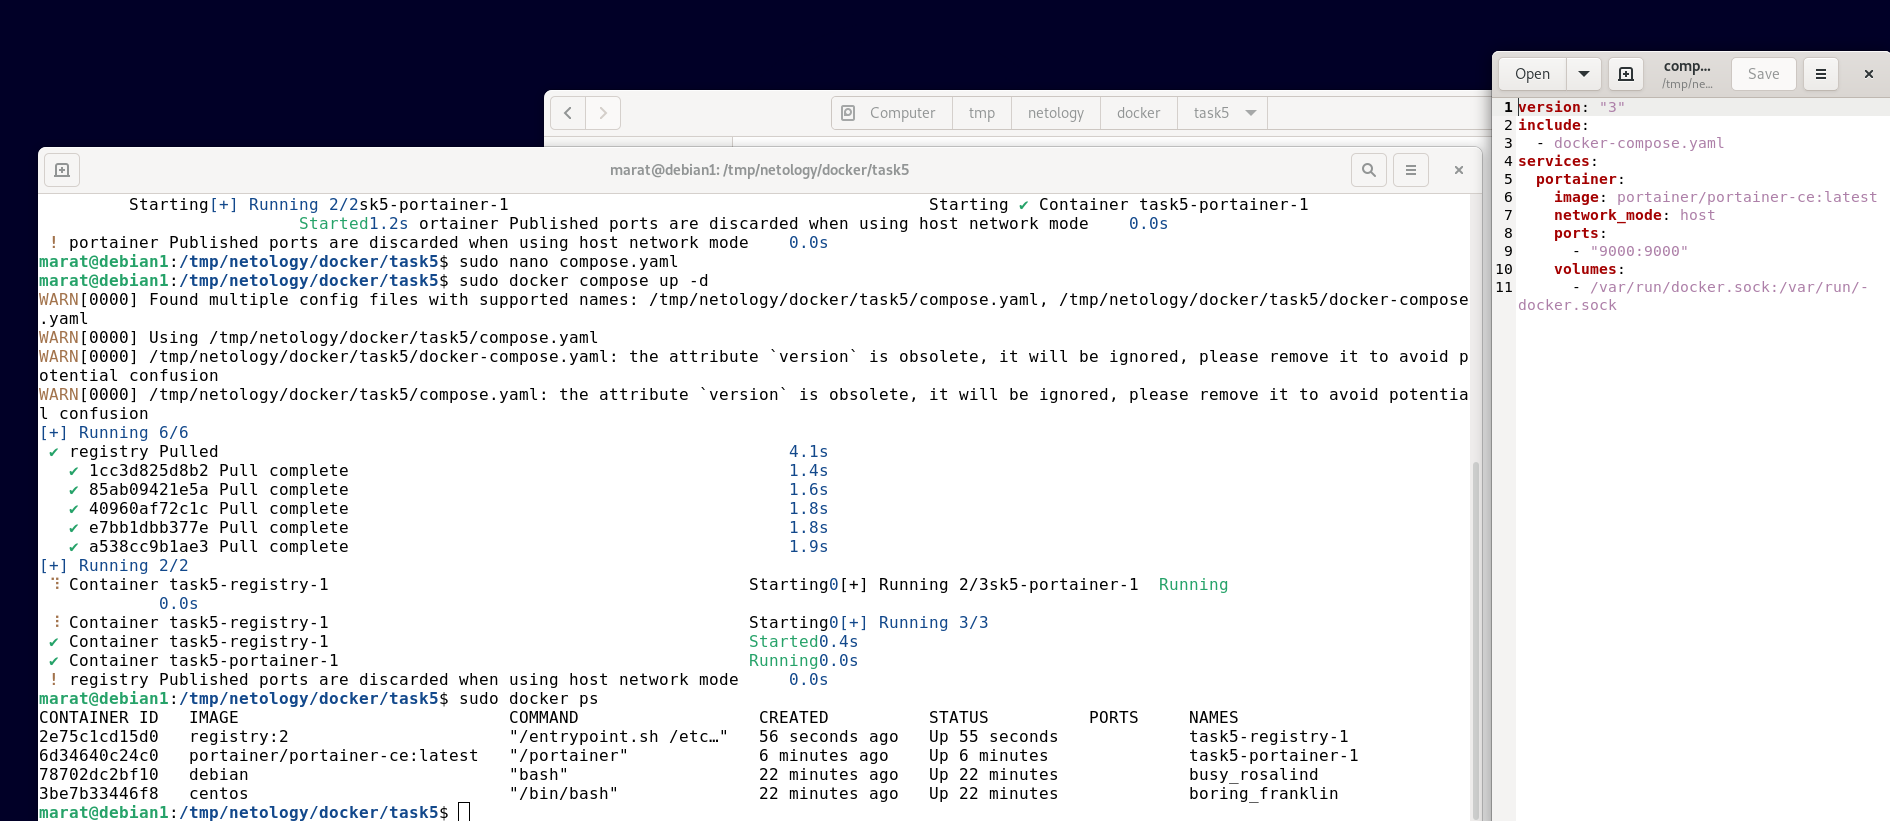 Computer tmp netology docker task5
marat@debian1: /tmp/netology/docker/task5
Starting[+] Running 2/2sk5-portainer-1 Starting ✔ Container task5-portainer-1
Started1.2s ortainer Published ports are discarded when using host network mode 0.0s
! portainer Published ports are discarded when using host network mode 0.0s
marat@debian1:/tmp/netology/docker/task5$ sudo nano compose.yaml
marat@debian1:/tmp/netology/docker/task5$ sudo docker compose up -d
WARN[0000] Found multiple config files with supported names: /tmp/netology/docker/task5/compose.yaml, /tmp/netology/docker/task5/docker-compose
.yaml
WARN[0000] Using /tmp/netology/docker/task5/compose.yaml
WARN[0000] /tmp/netology/docker/task5/docker-compose.yaml: the attribute `version` is obsolete, it will be ignored, please remove it to avoid p
otential confusion
WARN[0000] /tmp/netology/docker/task5/compose.yaml: the attribute `version` is obsolete, it will be ignored, please remove it to avoid potentia
l confusion
[+] Running 6/6
✔ registry Pulled 4.1s
✔ 1cc3d825d8b2 Pull complete 1.4s
✔ 85ab09421e5a Pull complete 1.6s
✔ 40960af72c1c Pull complete 1.8s
✔ e7bb1dbb377e Pull complete 1.8s
✔ a538cc9b1ae3 Pull complete 1.9s
[+] Running 2/2
⠙ Container task5-registry-1 Starting0[+] Running 2/3sk5-portainer-1 Running
0.0s
⠸ Container task5-registry-1 Starting0[+] Running 3/3
✔ Container task5-registry-1 Started0.4s
✔ Container task5-portainer-1 Running0.0s
! registry Published ports are discarded when using host network mode 0.0s
marat@debian1:/tmp/netology/docker/task5$ sudo docker ps
CONTAINER ID IMAGE COMMAND CREATED STATUS PORTS NAMES
2e75c1cd15d0 registry:2 "/entrypoint.sh /etc…" 56 seconds ago Up 55 seconds task5-registry-1
6d34640c24c0 portainer/portainer-ce:latest "/portainer" 6 minutes ago Up 6 minutes task5-portainer-1
78702dc2bf10 debian "bash" 22 minutes ago Up 22 minutes busy_rosalind
3be7b33446f8 centos "/bin/bash" 22 minutes ago Up 22 minutes boring_franklin
marat@debian1:/tmp/netology/docker/task5$
Open comp... Save
/tmp/ne...
1 version: "3"
2 include:
3 - docker-compose.yaml
4 services:
5 portainer:
6 image: portainer/portainer-ce:latest
7 network_mode: host
8 ports:
9 - "9000:9000"
10 volumes:
11 - /var/run/docker.sock:/var/run/-
docker.sock